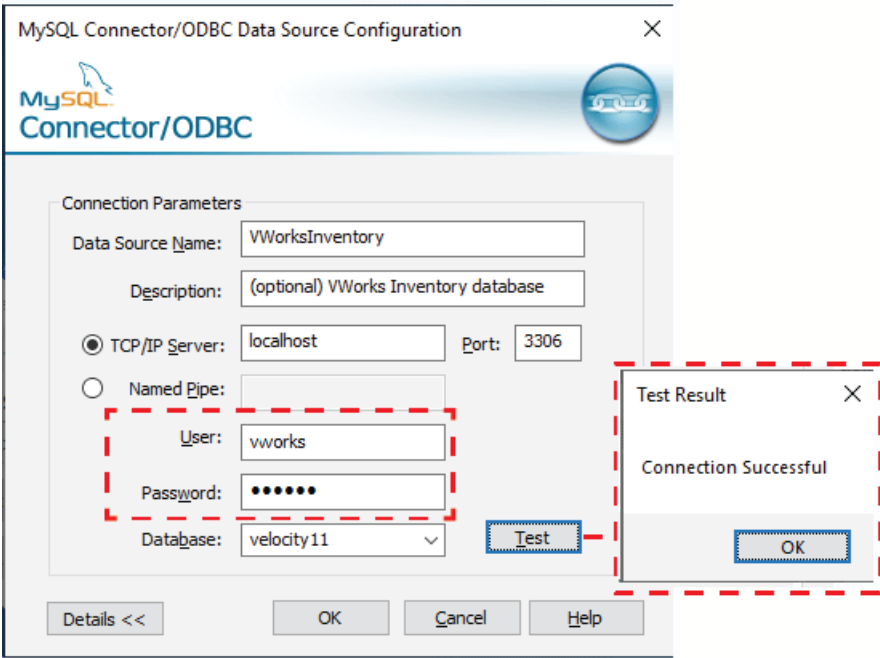 MySQL Connector/ODBC Data Source Configuration
MySQL
Connector/ODBC
Connection Parameters
Data Source Name: VWorksInventory
Description: (optional) VWorks Inventory database
TCP/IP Server: localhost Port: 3306
Named Pipe:
User: vworks
Password: ••••••
Database: velocity11 Test
Details << OK Cancel Help
Test Result
Connection Successful
OK